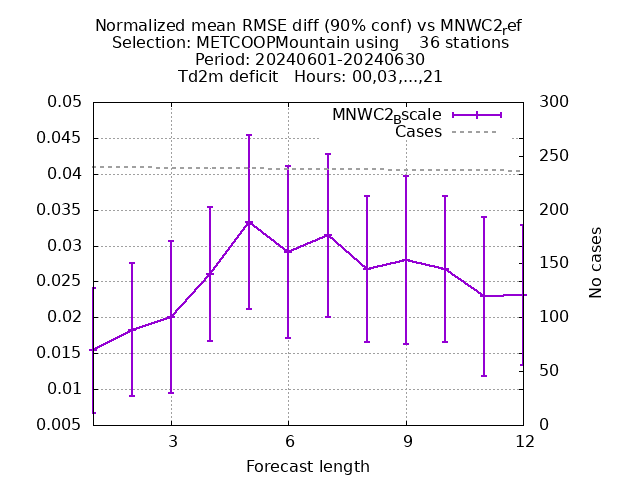 Normalized mean RMSE diff (90% conf) vs MNWC2ref
Selection: METCOOPMountain using 36 stations
Period: 20240601-20240630
Td2m deficit Hours: 00,03,...,21
MNWC2Bscale
Cases
0.05
0.045
0.04
0.035
0.03
0.025
0.02
0.015
0.01
0.005
300
250
200
150
100
50
0
No cases
3 6 9 12
Forecast length